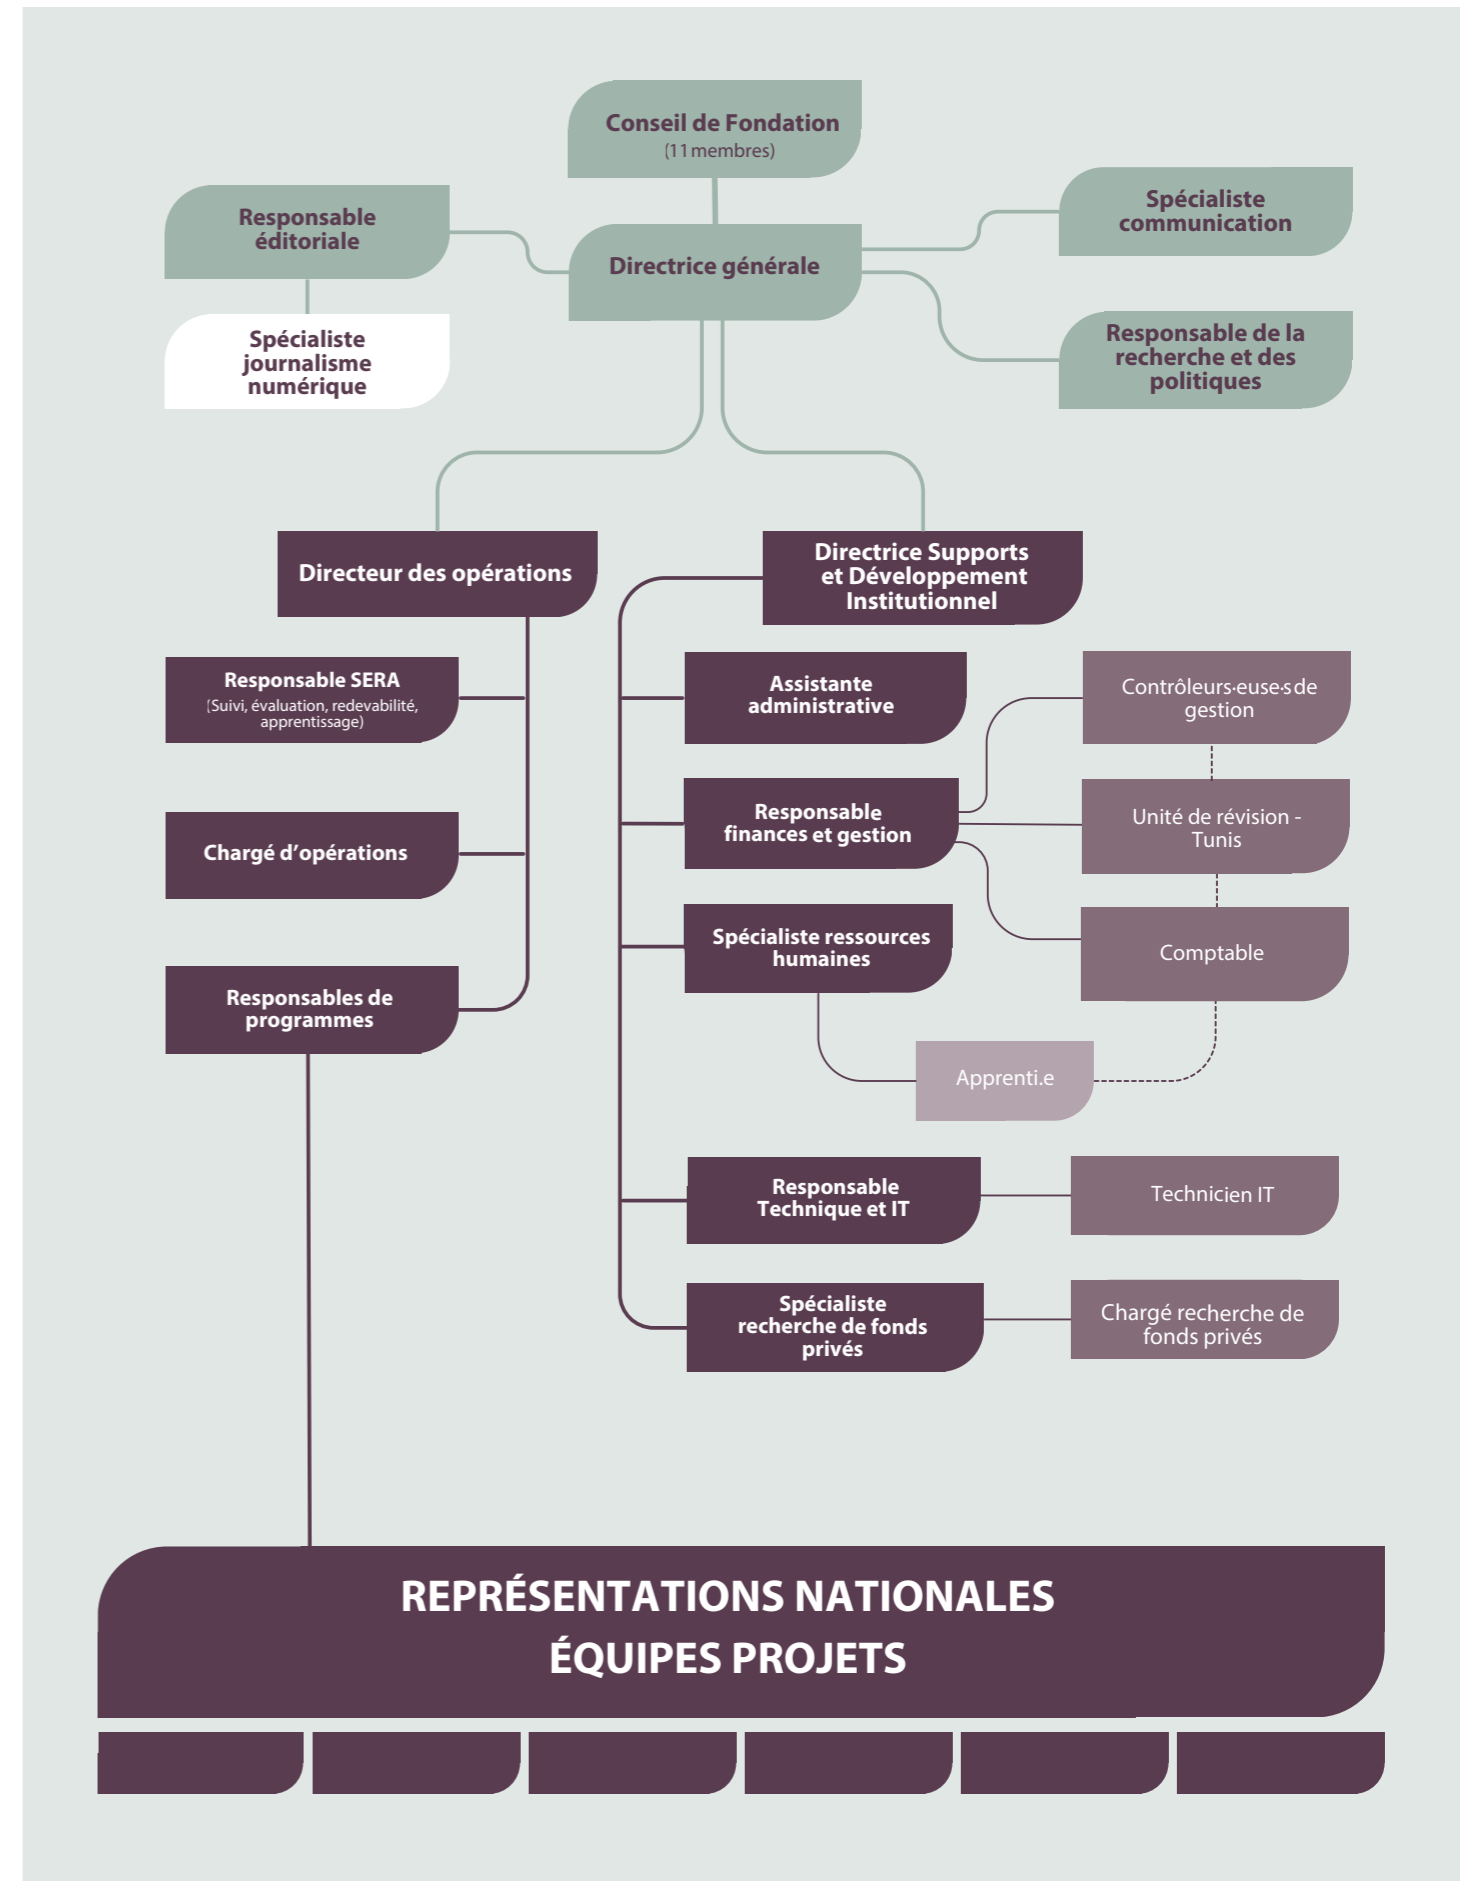 Conseil de Fondation
(11 membres)
Responsable
éditoriale
Spécialiste
communication
Directrice générale
Spécialiste
journalisme
numérique
Responsable de la
recherche et des
politiques
Directeur des opérations
Directrice Supports
et Développement
Institutionnel
Responsable SERA
(Suivi, évaluation, redevabilité,
apprentissage)
Assistante
administrative
Contrôleurs·euse·s de
gestion
Chargé d’opérations
Responsable
finances et gestion
Unité de révision -
Tunis
Spécialiste ressources
humaines
Comptable
Responsables de
programmes
Apprenti.e
Responsable
Technique et IT
Technicien IT
Spécialiste
recherche de fonds
privés
Chargé recherche de
fonds privés
REPRÉSENTATIONS NATIONALES
ÉQUIPES PROJETS